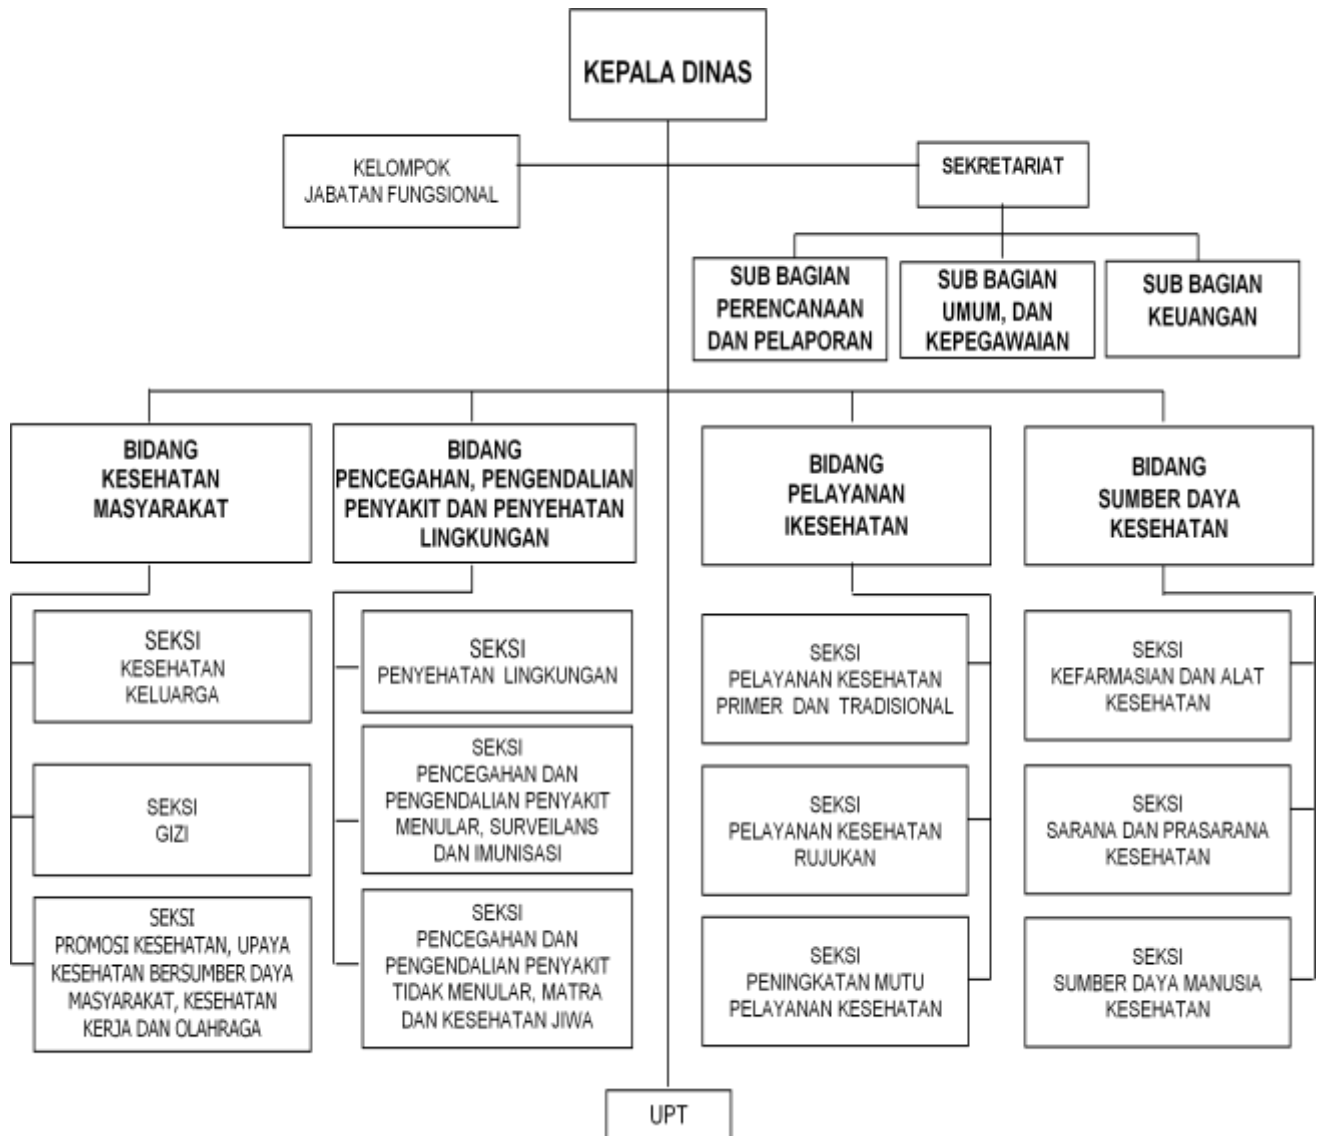 KEPALA DINAS
KELOMPOK
JABATAN FUNGSIONAL
SEKRETARIAT
SUB BAGIAN
PERENCANAAN
DAN PELAPORAN
SUB BAGIAN
UMUM, DAN
KEPEGAWAIAN
SUB BAGIAN
KEUANGAN
BIDANG
KESEHATAN
MASYARAKAT
BIDANG
PENCEGAHAN, PENGENDALIAN
PENYAKIT DAN PENYEHATAN
LINGKUNGAN
BIDANG
PELAYANAN
IKESEHATAN
BIDANG
SUMBER DAYA
KESEHATAN
SEKSI
KESEHATAN
KELUARGA
SEKSI
GIZI
SEKSI
PROMOSI KESEHATAN, UPAYA
KESEHATAN BERSUMBER DAYA
MASYARAKAT, KESEHATAN
KERJA DAN OLAHRAGA
SEKSI
PENYEHATAN LINGKUNGAN
SEKSI
PENCEGAHAN DAN
PENGENDALIAN PENYAKIT
MENULAR, SURVEILANS
DAN IMUNISASI
SEKSI
PENCEGAHAN DAN
PENGENDALIAN PENYAKIT
TIDAK MENULAR, MATRA
DAN KESEHATAN JIWA
SEKSI
PELAYANAN KESEHATAN
PRIMER DAN TRADISIONAL
SEKSI
PELAYANAN KESEHATAN
RUJUKAN
SEKSI
PENINGKATAN MUTU
PELAYANAN KESEHATAN
SEKSI
KEFARMASIAN DAN ALAT
KESEHATAN
SEKSI
SARANA DAN PRASARANA
KESEHATAN
SEKSI
SUMBER DAYA MANUSIA
KESEHATAN
UPT